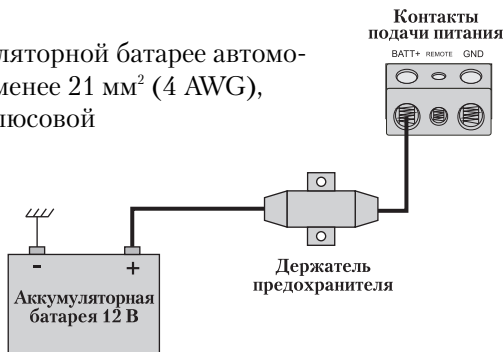 Контакты
подачи питания
BATT+ REMOTE GND
ляторной батарее автомо-
менее 21 мм² (4 AWG),
люсовой
Держатель
предохранителя
- +
Аккумуляторная
батарея 12 В